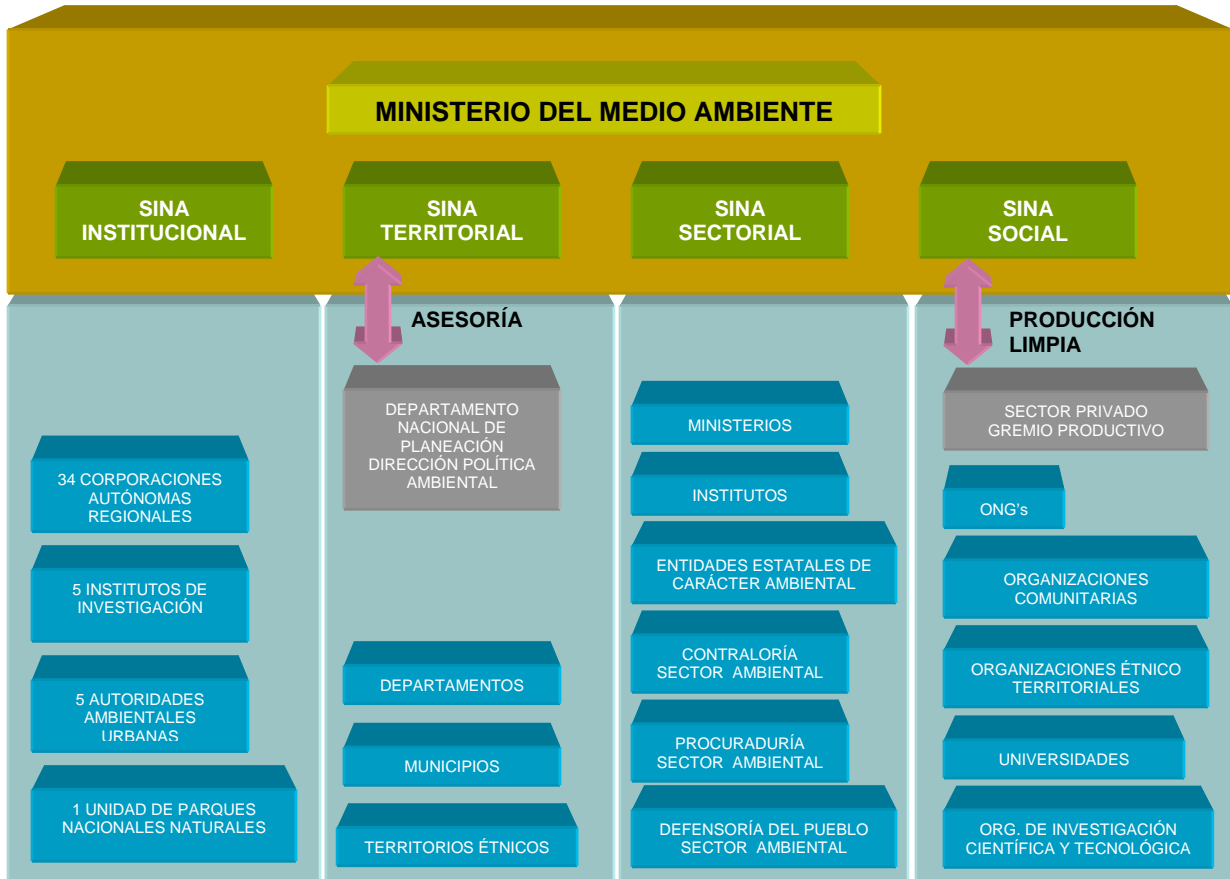 MINISTERIO DEL MEDIO AMBIENTE
SINA
INSTITUCIONAL
SINA
TERRITORIAL
SINA
SECTORIAL
SINA
SOCIAL
ASESORÍA
PRODUCCIÓN
LIMPIA
34 CORPORACIONES
AUTÓNOMAS
REGIONALES
5 INSTITUTOS DE
INVESTIGACIÓN
5 AUTORIDADES
AMBIENTALES
URBANAS
1 UNIDAD DE PARQUES
NACIONALES NATURALES
DEPARTAMENTO
NACIONAL DE
PLANEACIÓN
DIRECCIÓN POLÍTICA
AMBIENTAL
DEPARTAMENTOS
MUNICIPIOS
TERRITORIOS ÉTNICOS
MINISTERIOS
INSTITUTOS
ENTIDADES ESTATALES DE
CARÁCTER AMBIENTAL
CONTRALORÍA
SECTOR AMBIENTAL
PROCURADURÍA
SECTOR AMBIENTAL
DEFENSORÍA DEL PUEBLO
SECTOR AMBIENTAL
SECTOR PRIVADO
GREMIO PRODUCTIVO
ONG's
ORGANIZACIONES
COMUNITARIAS
ORGANIZACIONES ÉTNICO
TERRITORIALES
UNIVERSIDADES
ORG. DE INVESTIGACIÓN
CIENTÍFICA Y TECNOLÓGICA